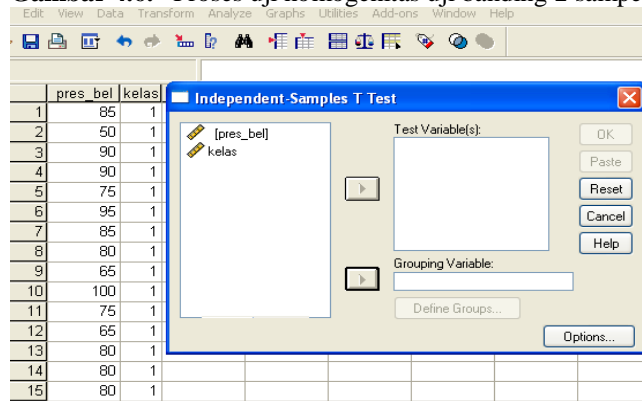 Edit View Data Transform Analyze Graphs Utilities Add-ons Window Help
pres_bel kelas
1 85 1
2 50 1
3 90 1
4 90 1
5 75 1
6 95 1
7 85 1
8 80 1
9 65 1
10 100 1
11 75 1
12 65 1
13 80 1
14 80 1
15 80 1
Independent-Samples T Test
[pres_bel]
kelas
Test Variable(s):
Grouping Variable:
Define Groups...
OK
Paste
Reset
Cancel
Help
Options...